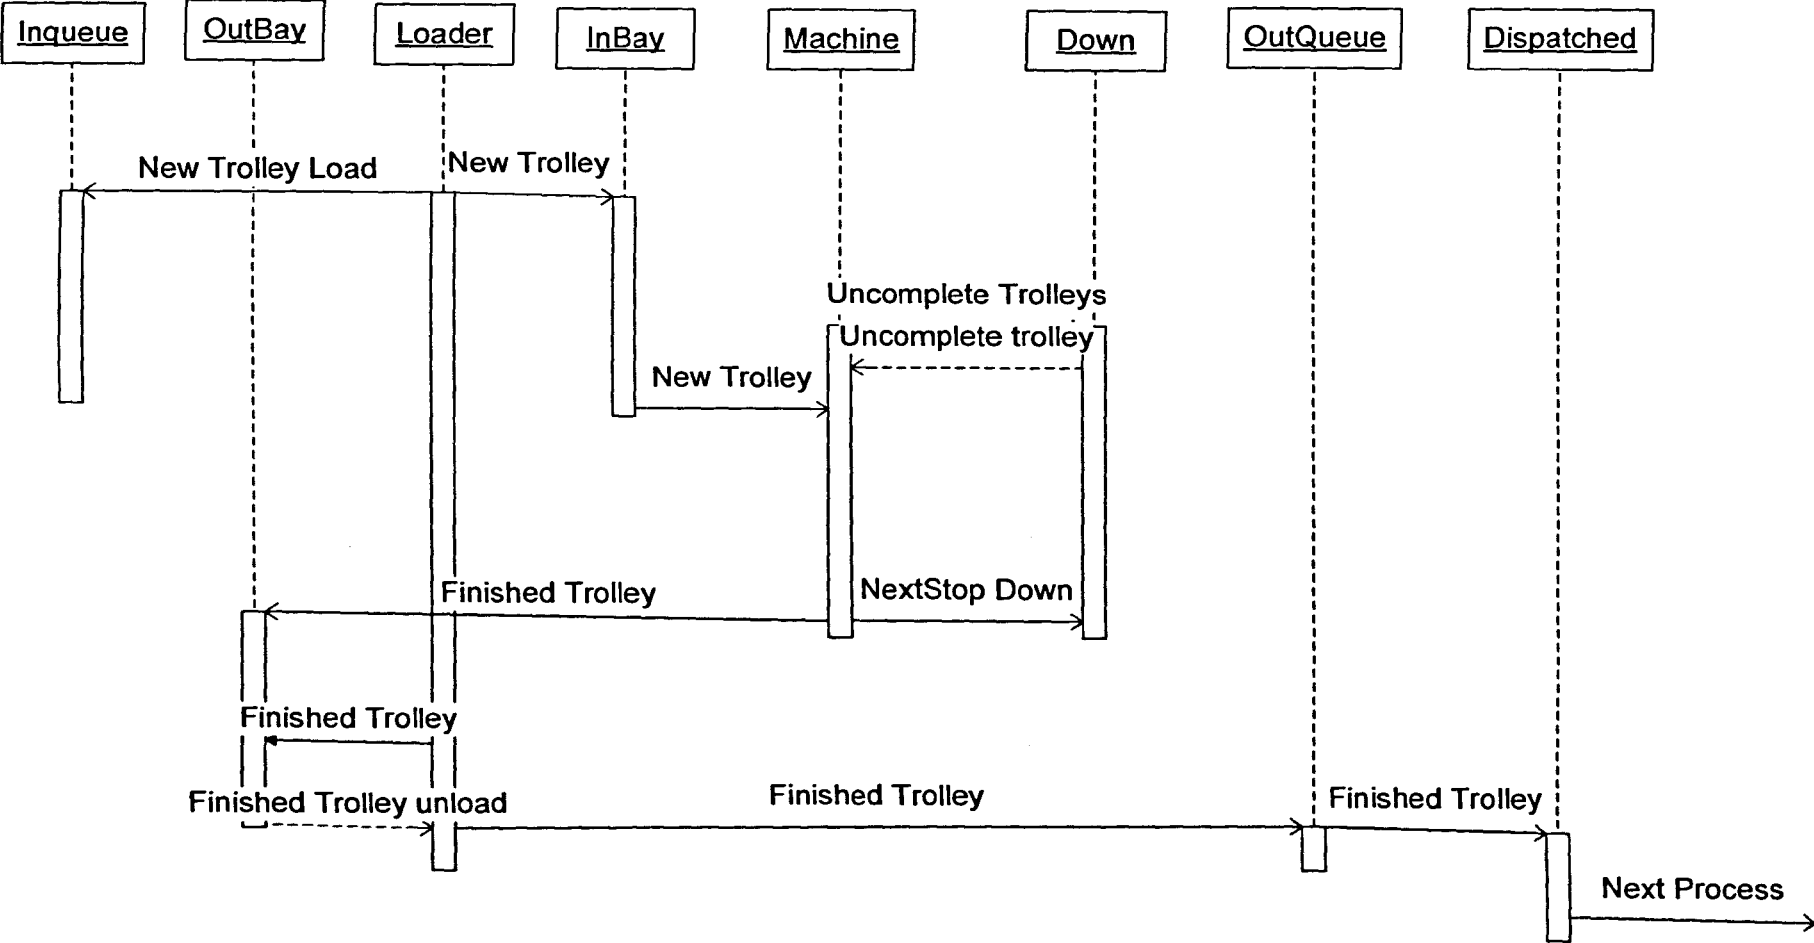 Inqueue
OutBay
Loader
InBay
Machine
Down
OutQueue
Dispatched
New Trolley Load
New Trolley
Uncomplete Trolleys
Uncomplete trolley
New Trolley
Finished Trolley
NextStop Down
Finished Trolley
Finished Trolley unload
Finished Trolley
Finished Trolley
Next Process